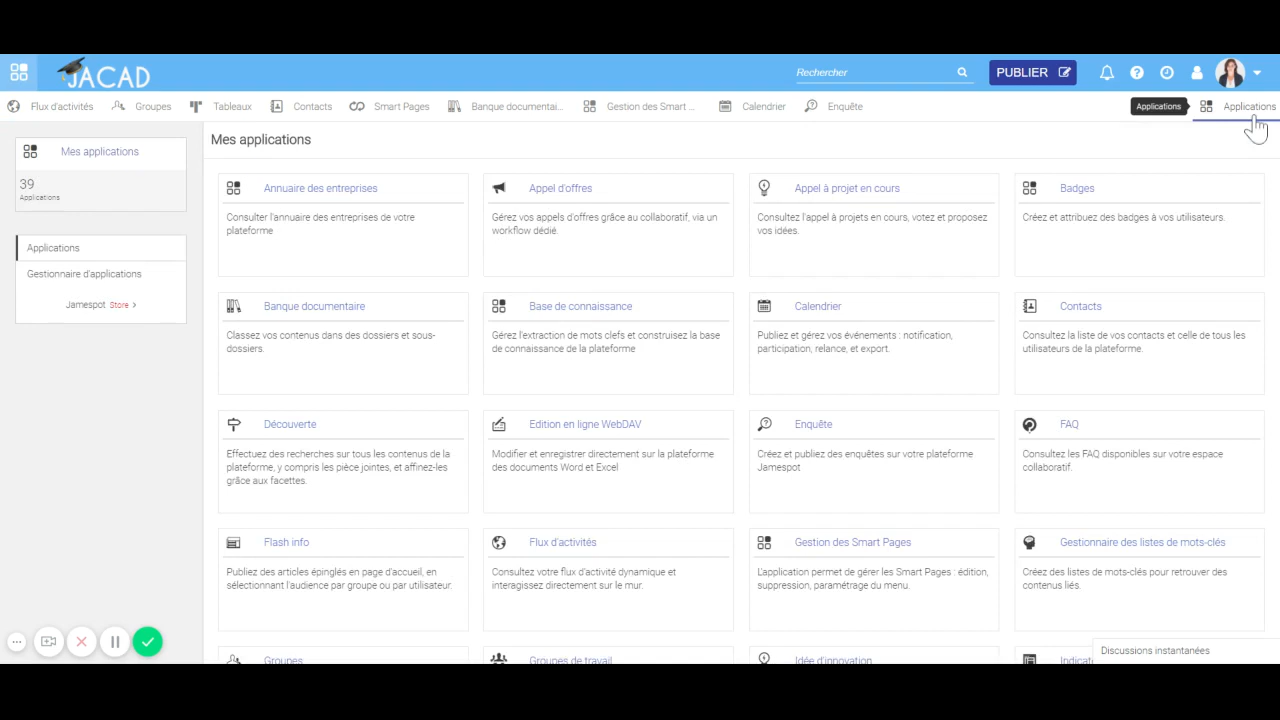 JACAD
Rechercher
PUBLIER
Flux d'activités
Groupes
Tableaux
Contacts
Smart Pages
Banque documentai...
Gestion des Smart ...
Calendrier
Enquête
Applications
Applications
Mes applications
39
Applications
Applications
Gestionnaire d'applications
Jamespot Store >
Mes applications
Annuaire des entreprises
Consulter l'annuaire des entreprises de votre
plateforme
Appel d'offres
Gérez vos appels d'offres grâce au collaboratif, via un
workflow dédié.
Appel à projet en cours
Consultez l'appel à projets en cours, votez et proposez
vos idées.
Badges
Créez et attribuez des badges à vos utilisateurs.
Banque documentaire
Classez vos contenus dans des dossiers et sous-
dossiers.
Base de connaissance
Gérez l'extraction de mots clefs et construisez la base
de connaissance de la plateforme
Calendrier
Publiez et gérez vos événements : notification,
participation, relance, et export.
Contacts
Consultez la liste de vos contacts et celle de tous les
utilisateurs de la plateforme.
Découverte
Effectuez des recherches sur tous les contenus de la
plateforme, y compris les pièce jointes, et affinez-les
grâce aux facettes.
Edition en ligne WebDAV
Modifier et enregistrer directement sur la plateforme
des documents Word et Excel
Enquête
Créez et publiez des enquêtes sur votre plateforme
Jamespot
FAQ
Consultez les FAQ disponibles sur votre espace
collaboratif.
Flash info
Publiez des articles épinglés en page d'accueil, en
sélectionnant l'audience par groupe ou par utilisateur.
Flux d'activités
Consultez votre flux d'activité dynamique et
interagissez directement sur le mur.
Gestion des Smart Pages
L'application permet de gérer les Smart Pages : édition,
suppression, paramétrage du menu.
Gestionnaire des listes de mots-clés
Créez des listes de mots-clés pour retrouver des
contenus liés.
Groupes
Groupes de travail
Idée d'innovation
Discussions instantanées